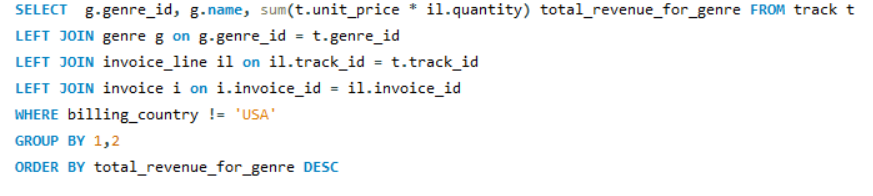 SELECT  g.genre_id, g.name, sum(t.unit_price * il.quantity) total_revenue_for_genre FROM track t
LEFT JOIN genre g on g.genre_id = t.genre_id
LEFT JOIN invoice_line il on il.track_id = t.track_id
LEFT JOIN invoice i on i.invoice_id = il.invoice_id
WHERE billing_country != 'USA'
GROUP BY 1,2
ORDER BY total_revenue_for_genre DESC